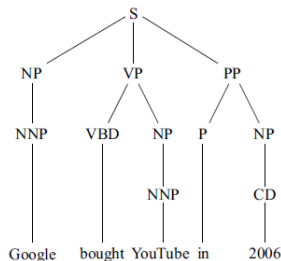 S
NP VP PP
NNP VBD NP P NP
NNP CD
Google bought YouTube in 2006